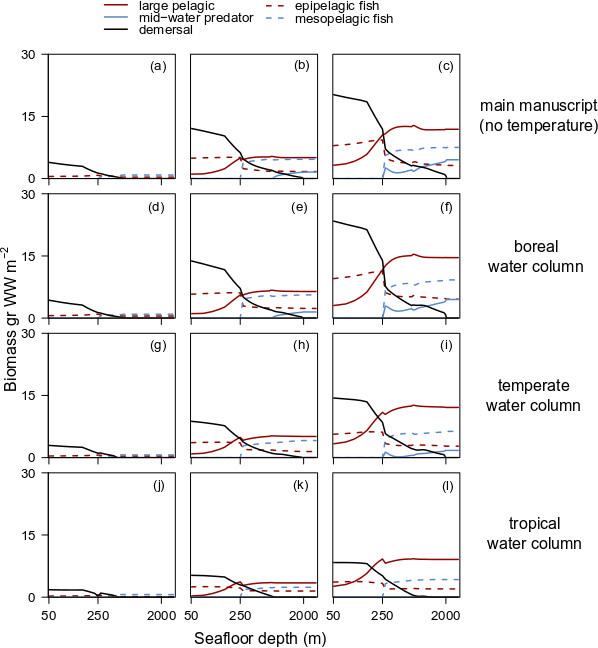 large pelagic
epipelagic fish
mid−water predator
mesopelagic fish
demersal
30
15
0
(a)
(b)
(c)
main manuscript
(no temperature)
30
15
0
(d)
(e)
(f)
boreal
water column
Biomass gr WW m−2
30
15
0
(g)
(h)
(i)
temperate
water column
30
15
0
(j)
(k)
(l)
tropical
water column
50 250 2000
50 250 2000
50 250 2000
Seafloor depth (m)